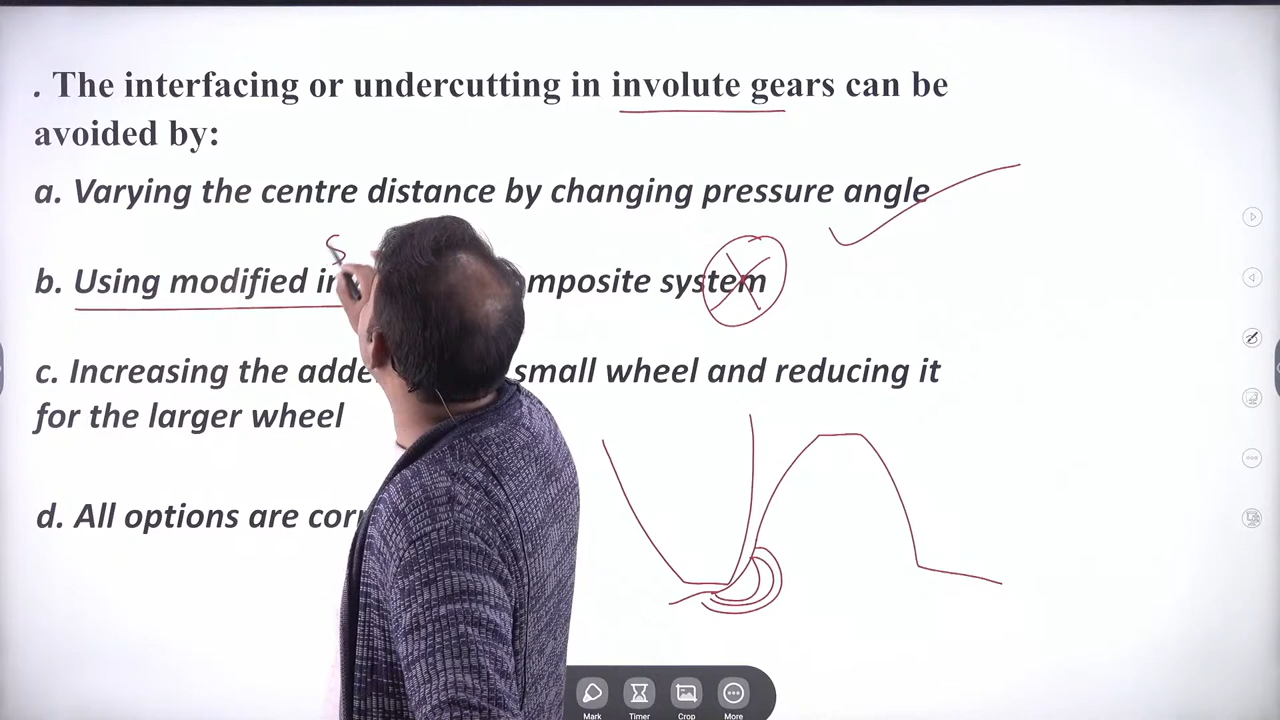 . The interfacing or undercutting in involute gears can be
avoided by:
a. Varying the centre distance by changing pressure angle
S
b. Using modified in mposite system
c. Increasing the adde small wheel and reducing it
for the larger wheel
d. All options are corr
Mark Timer Crop More